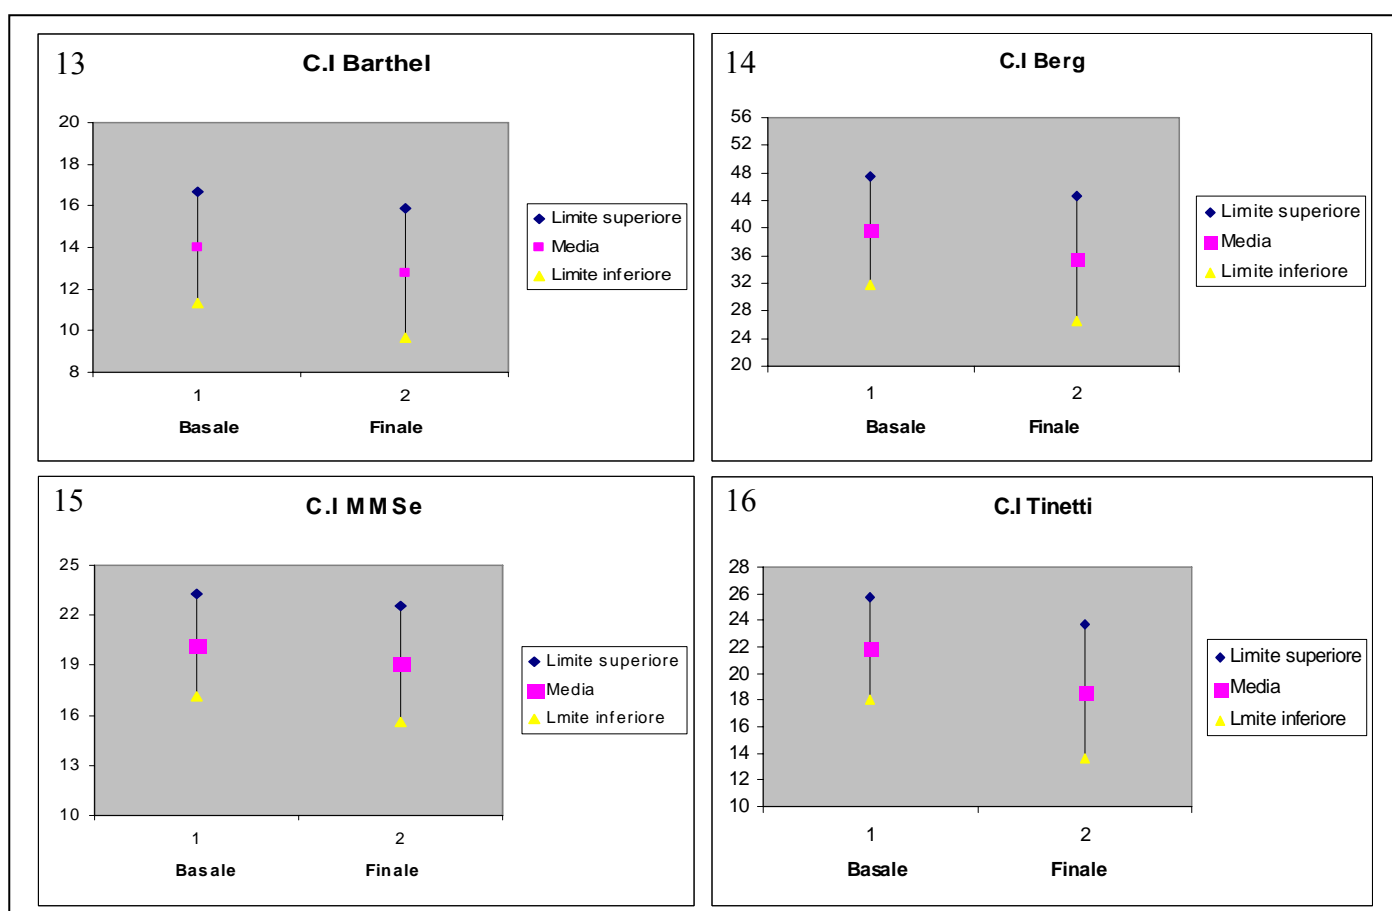 13
C.I Barthel
20
18
16
14
12
10
8
1
2
Basale
Finale
Limite superiore
Media
Limite inferiore
14
C.I Berg
56
52
48
44
40
36
32
28
24
20
1
2
Basale
Finale
Limite superiore
Media
Limite inferiore
15
C.I MMSe
25
22
19
16
13
10
1
2
Basale
Finale
Limite superiore
Media
Lmite inferiore
16
C.I Tinetti
28
26
24
22
20
18
16
14
12
10
1
2
Basale
Finale
Limite superiore
Media
Lmite inferiore